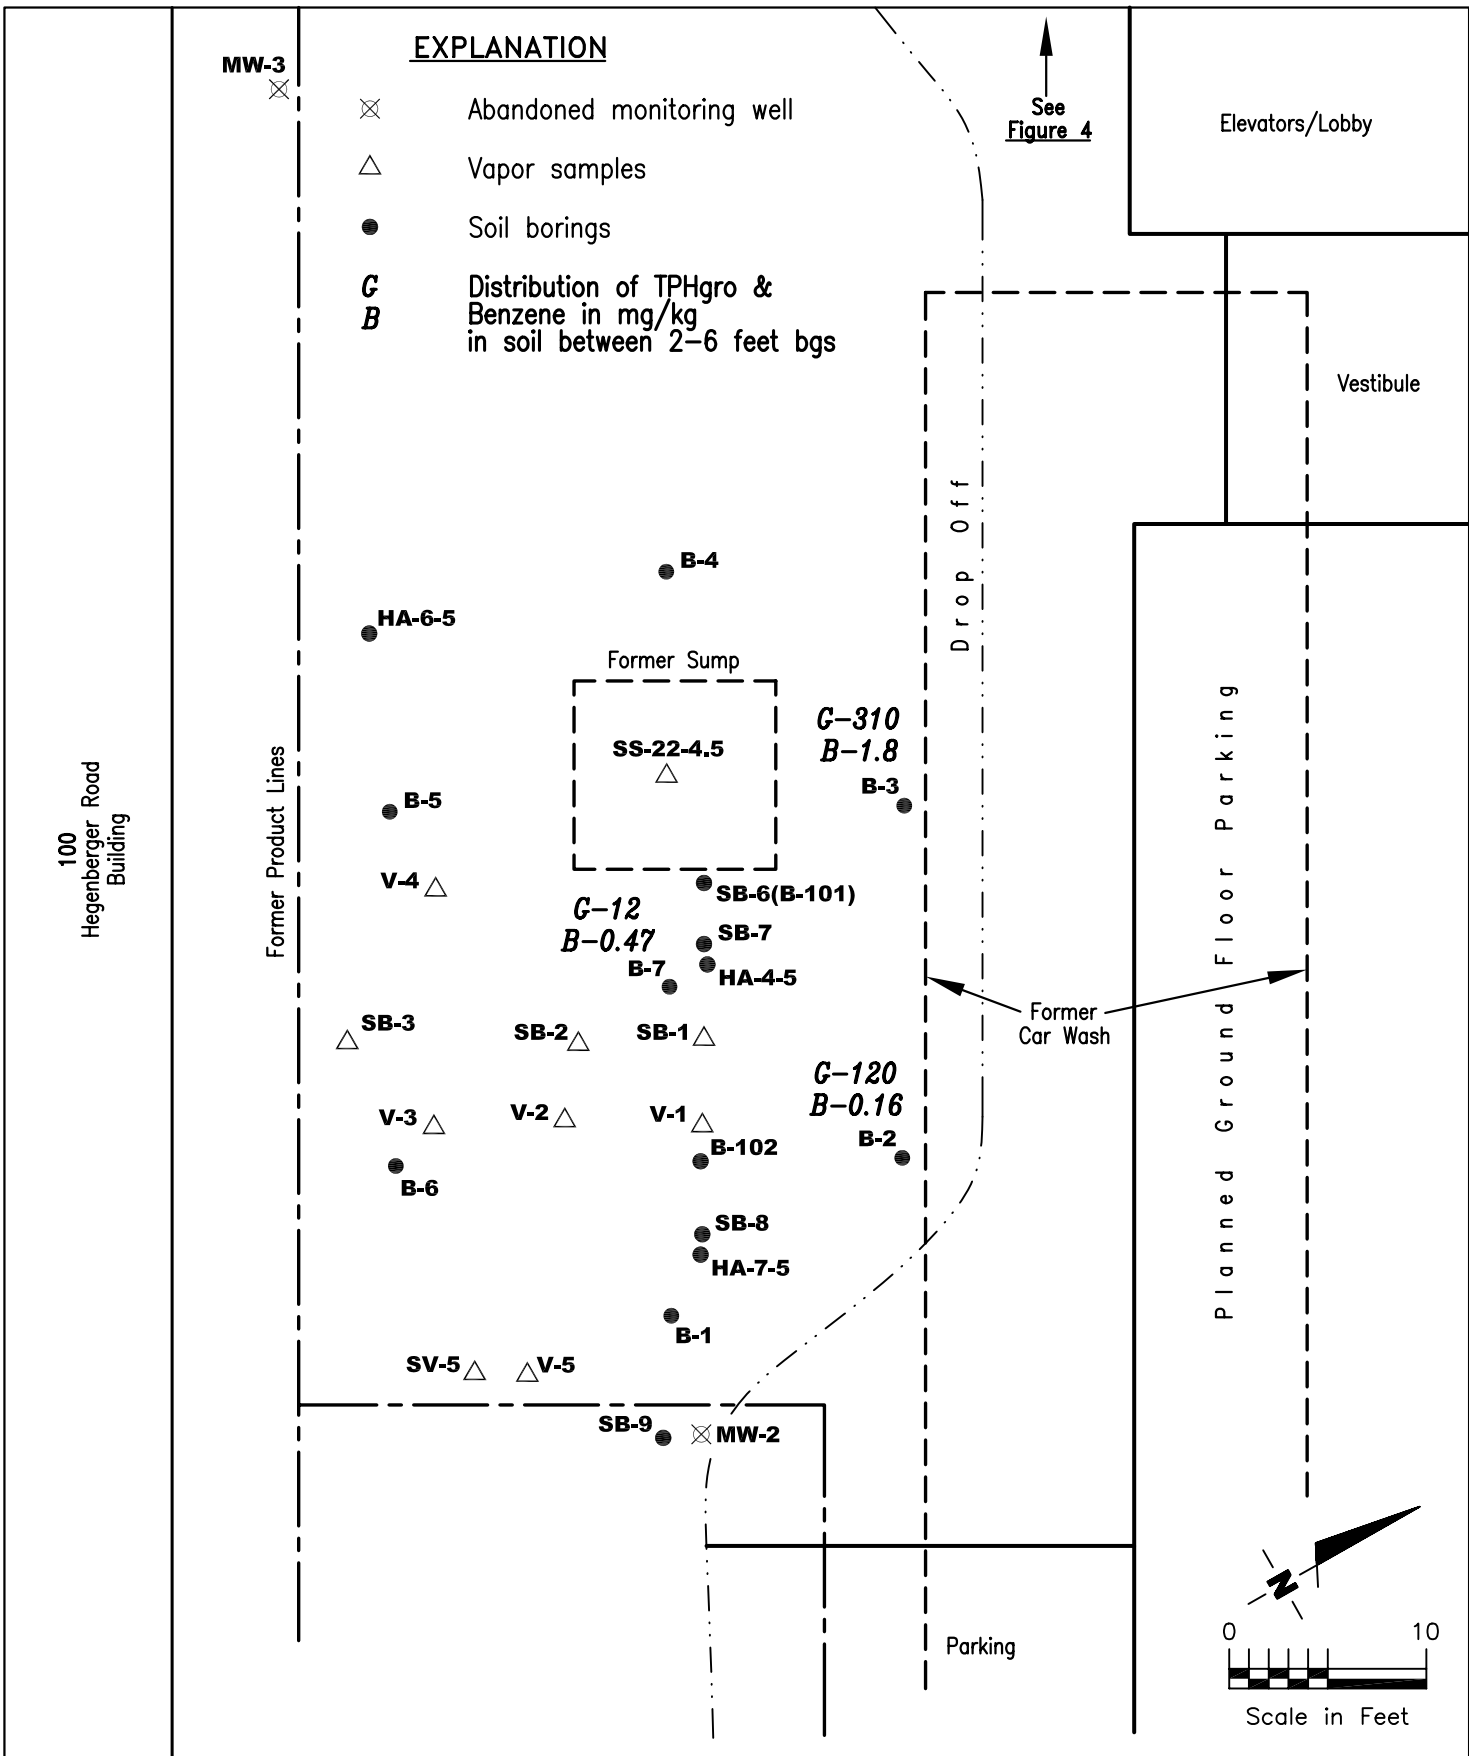 EXPLANATION
MW-3
Abandoned monitoring well
Vapor samples
Soil borings
G
B
Distribution of TPHgro &
Benzene in mg/kg
in soil between 2-6 feet bgs
See
Figure 4
Elevators/Lobby
Vestibule
Drop Off
B-4
HA-6-5
Former Sump
SS-22-4.5
G-310
B-1.8
B-3
B-5
V-4
Former Product Lines
100
Hegenberger Road
Building
SB-6(B-101)
G-12
B-0.47
SB-7
B-7
HA-4-5
Planned Ground Floor Parking
Former
Car Wash
SB-3
SB-2
SB-1
G-120
B-0.16
V-3
V-2
V-1
B-2
B-102
B-6
SB-8
HA-7-5
B-1
SV-5
V-5
SB-9
MW-2
N
Parking
0
10
Scale in Feet